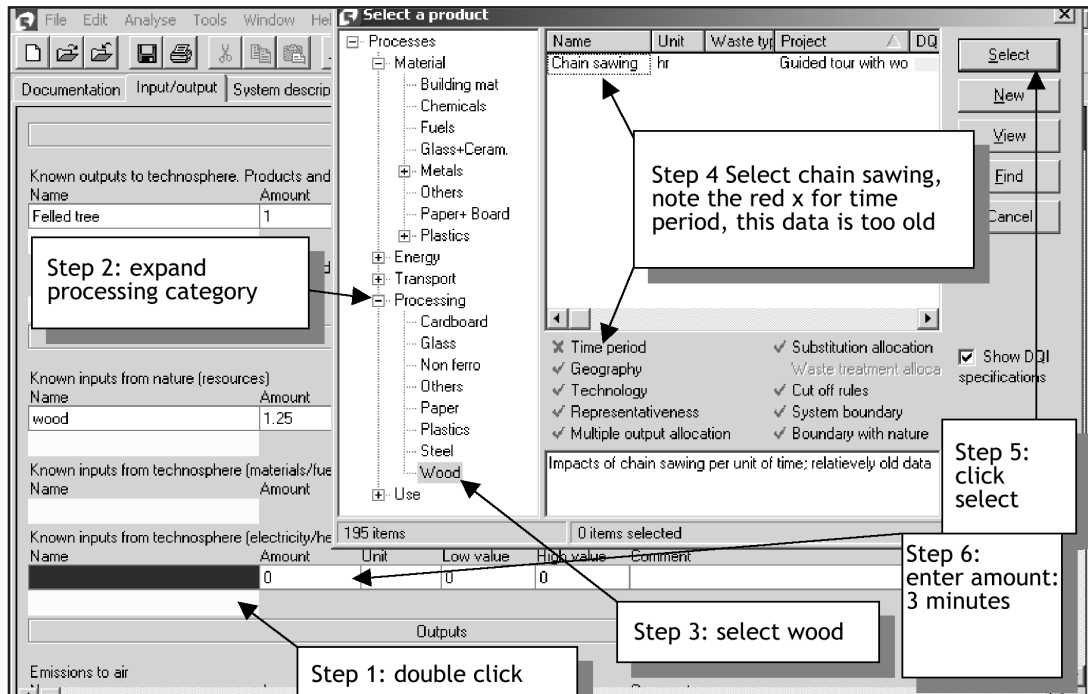 File Edit Analyse Tools Window Hel
Select a product
Documentation Input/output System descrip
Known outputs to technosphere. Products and
Name Amount
Felled tree 1
Step 2: expand
processing category
Known inputs from nature (resources)
Name Amount
wood 1.25
Known inputs from technosphere (materials/fue
Name Amount
Known inputs from technosphere (electricity/he
Name Amount Unit Low value High value Comment
0 0 0
Outputs
Emissions to air
Step 1: double click
Processes
Material
Building mat
Chemicals
Fuels
Glass+Ceram.
Metals
Others
Paper+ Board
Plastics
Energy
Transport
Processing
Cardboard
Glass
Non ferro
Others
Paper
Plastics
Steel
Wood
Use
195 items 0 items selected
Name Unit Waste typ Project DQ
Chain sawing hr Guided tour with wo
Step 4 Select chain sawing,
note the red x for time
period, this data is too old
Time period
Geography
Technology
Representativeness
Multiple output allocation
Substitution allocation
Waste treatment alloca
Cut off rules
System boundary
Boundary with nature
Impacts of chain sawing per unit of time; relatievely old data
Select
New
View
Find
Cancel
Show DQI
specifications
Step 5:
click
select
Step 6:
enter amount:
3 minutes
Step 3: select wood